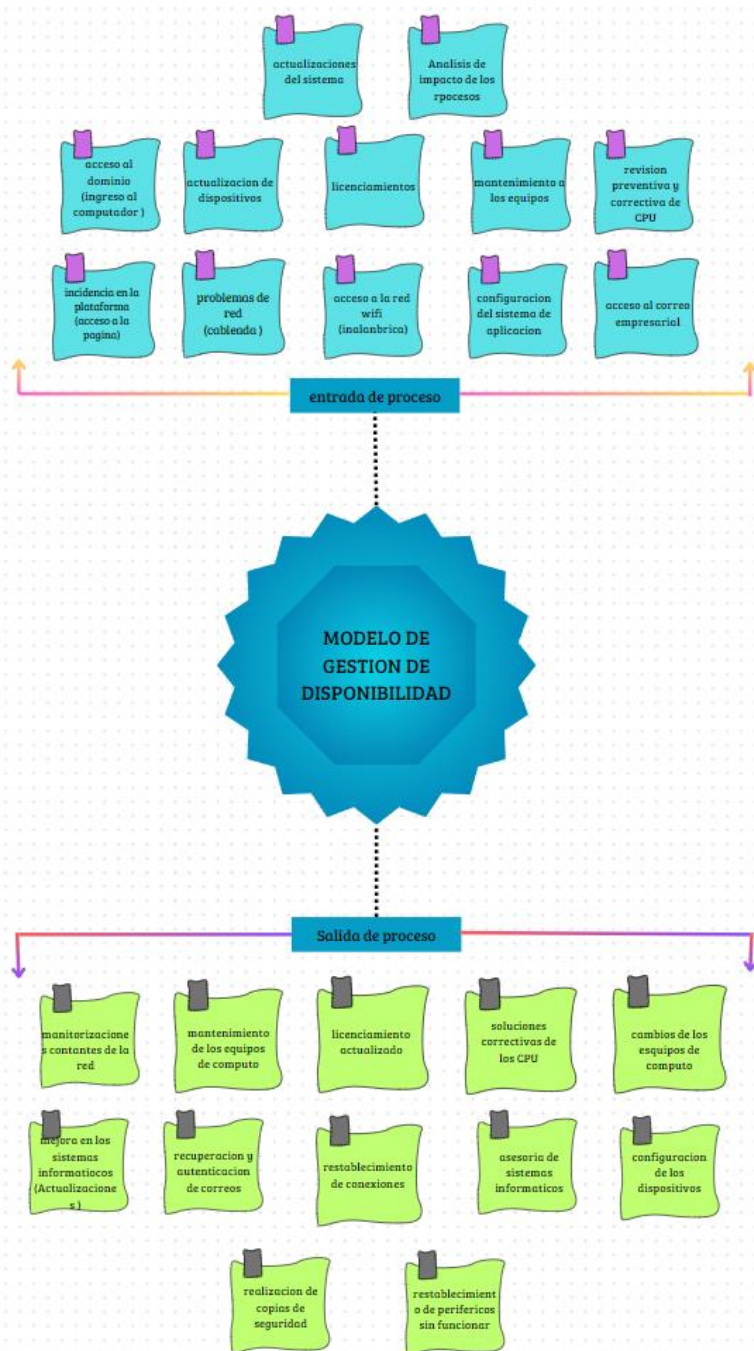 actualizaciones
del sistema
Analisis de
impacto de los
rpocesos
acceso al
dominio
(ingreso al
computador )
actualizacion de
dispositivos
licenciamientos
mantenimiento a
los equipos
revision
preventiva y
correctiva de
CPU
incidencia en la
plataforma
(acceso a la
pagina)
problemas de
red
(cableada )
acceso a la red
wifi
(inalanbrica)
configuracion
del sistema de
aplicacion
acceso al correo
empresarial
entrada de proceso
MODELO DE
GESTION DE
DISPONIBILIDAD
Salida de proceso
manitorizacione
s contantes de la
red
mantenimiento
de los equipos
de computo
licenciamiento
actualizado
soluciones
correctivas de
los CPU
cambios de los
esquipos de
computo
mejora en los
sistemas
informatiocos
(Actualizacione
s )
recuperacion y
autenticacion
de correos
restablecimiento
de conexiones
asesoria de
sistemas
informaticos
configuracion
de los
dispositivos
realizacion de
copias de
seguridad
restablecimient
o de perifericos
sin funcionar